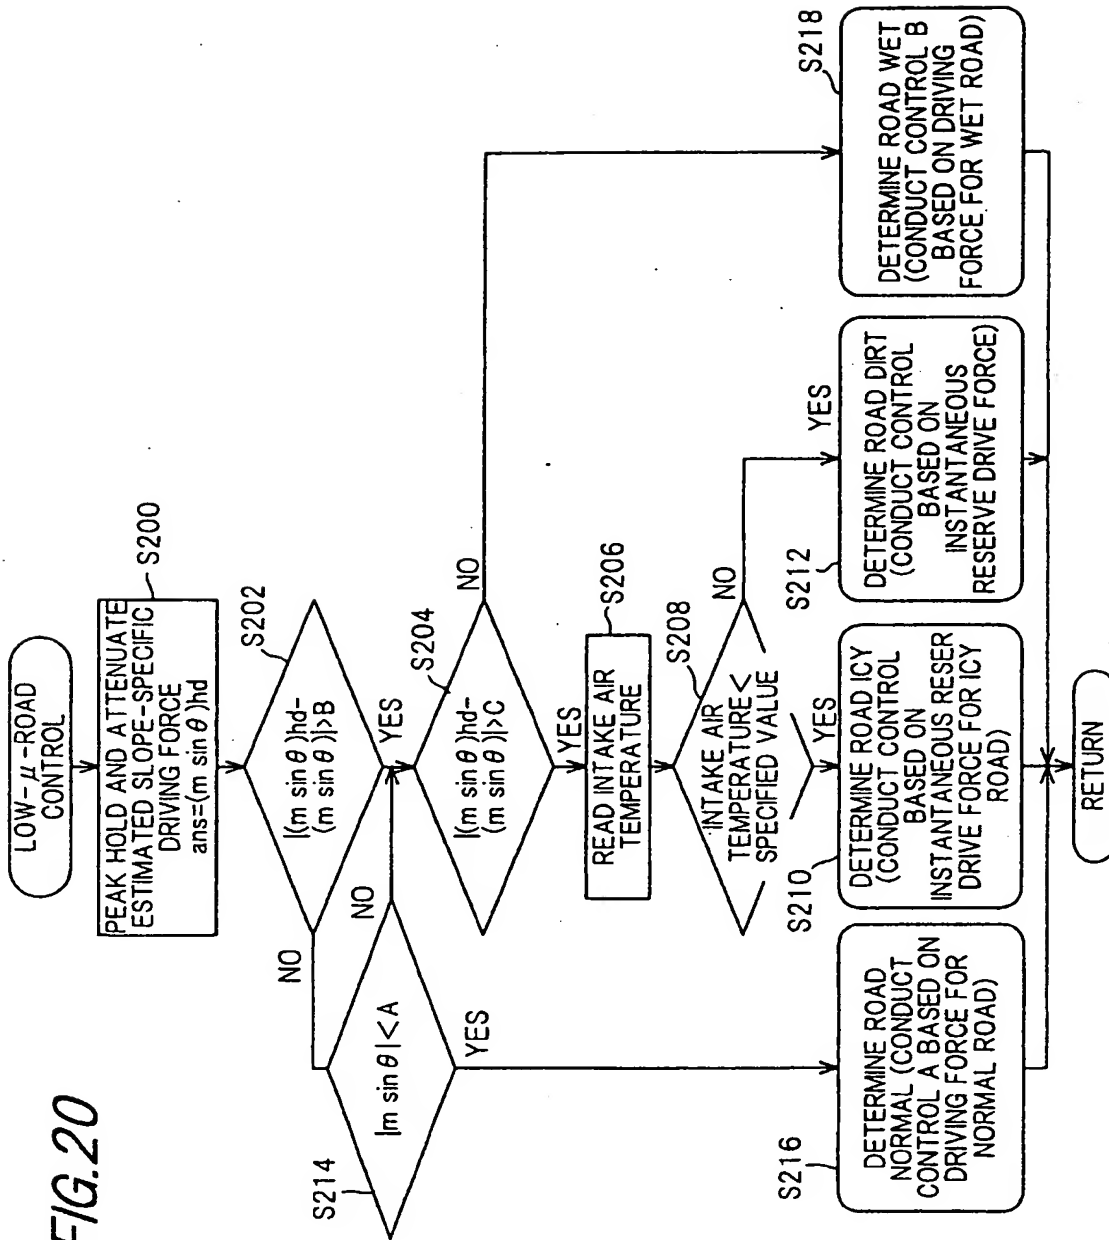 FIG.20
LOW-μ-ROAD
CONTROL
PEAK HOLD AND ATTENUATE
ESTIMATED SLOPE-SPECIFIC
DRIVING FORCE
ans=(m sin θ)hd
S200
|(m sin θ)hd-
(m sin θ)|>B
S202
NO
YES
|m sin θ|<A
S214
NO
YES
|(m sin θ)hd-
(m sin θ)|>C
S204
NO
YES
READ INTAKE AIR
TEMPERATURE
S206
INTAKE AIR
TEMPERATURE<
SPECIFIED VALUE
S208
NO
YES
YES
DETERMINE ROAD
NORMAL (CONDUCT
CONTROL A BASED ON
DRIVING FORCE FOR
NORMAL ROAD)
S216
DETERMINE ROAD ICY
(CONDUCT CONTROL
BASED ON
INSTANTANEOUS RESER
DRIVE FORCE FOR ICY
ROAD)
S210
DETERMINE ROAD DIRT
(CONDUCT CONTROL
BASED ON
INSTANTANEOUS
RESERVE DRIVE FORCE)
S212
DETERMINE ROAD WET
(CONDUCT CONTROL B
BASED ON DRIVING
FORCE FOR WET ROAD)
S218
RETURN